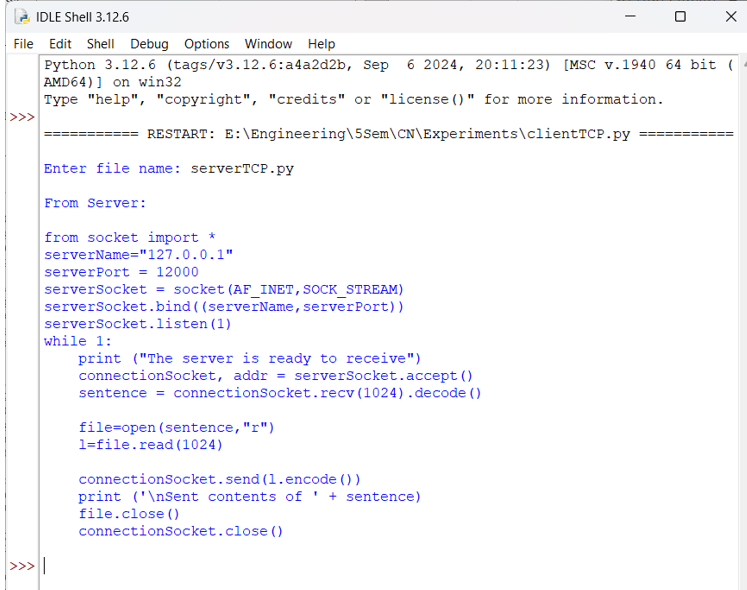 IDLE Shell 3.12.6
File Edit Shell Debug Options Window Help
Python 3.12.6 (tags/v3.12.6:a4a2d2b, Sep  6 2024, 20:11:23) [MSC v.1940 64 bit (
AMD64)] on win32
Type "help", "copyright", "credits" or "license()" for more information.
>>>
=========== RESTART: E:\Engineering\5Sem\CN\Experiments\clientTCP.py ===========
Enter file name: serverTCP.py
From Server:
from socket import *
serverName="127.0.0.1"
serverPort = 12000
serverSocket = socket(AF_INET,SOCK_STREAM)
serverSocket.bind((serverName,serverPort))
serverSocket.listen(1)
while 1:
    print ("The server is ready to receive")
    connectionSocket, addr = serverSocket.accept()
    sentence = connectionSocket.recv(1024).decode()
    file=open(sentence,"r")
    l=file.read(1024)
    connectionSocket.send(l.encode())
    print ('\nSent contents of ' + sentence)
    file.close()
    connectionSocket.close()
>>>